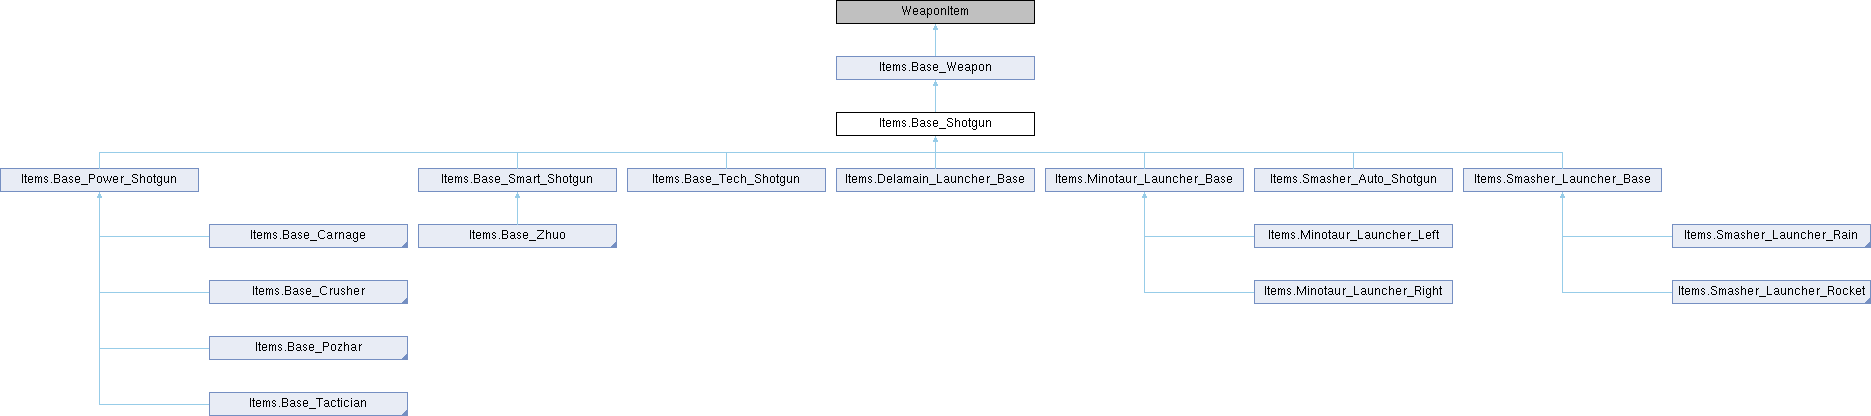 WeaponItem
Items.Base_Weapon
Items.Base_Shotgun
Items.Base_Power_Shotgun
Items.Base_Smart_Shotgun
Items.Base_Tech_Shotgun
Items.Delamain_Launcher_Base
Items.Minotaur_Launcher_Base
Items.Smasher_Auto_Shotgun
Items.Smasher_Launcher_Base
Items.Base_Carnage
Items.Base_Zhuo
Items.Minotaur_Launcher_Left
Items.Smasher_Launcher_Rain
Items.Base_Crusher
Items.Minotaur_Launcher_Right
Items.Smasher_Launcher_Rocket
Items.Base_Pozhar
Items.Base_Tactician